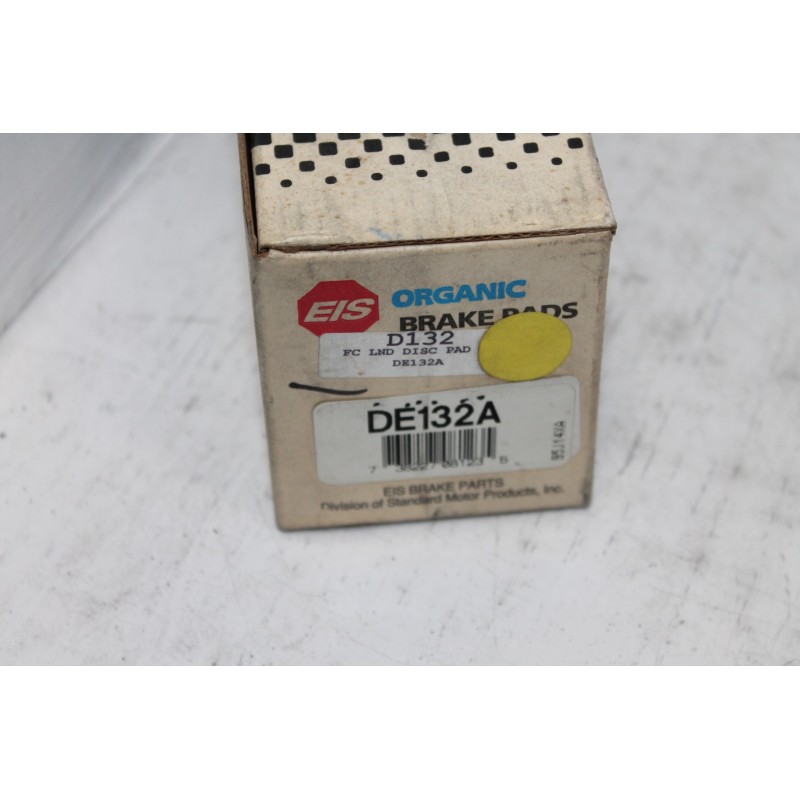 EIS
ORGANIC
BRAKE PADS
D132
FC LND DISC PAD
DE132A
DE132A
95J14XA
EIS BRAKE PARTS
Division of Standard Motor Products, Inc.